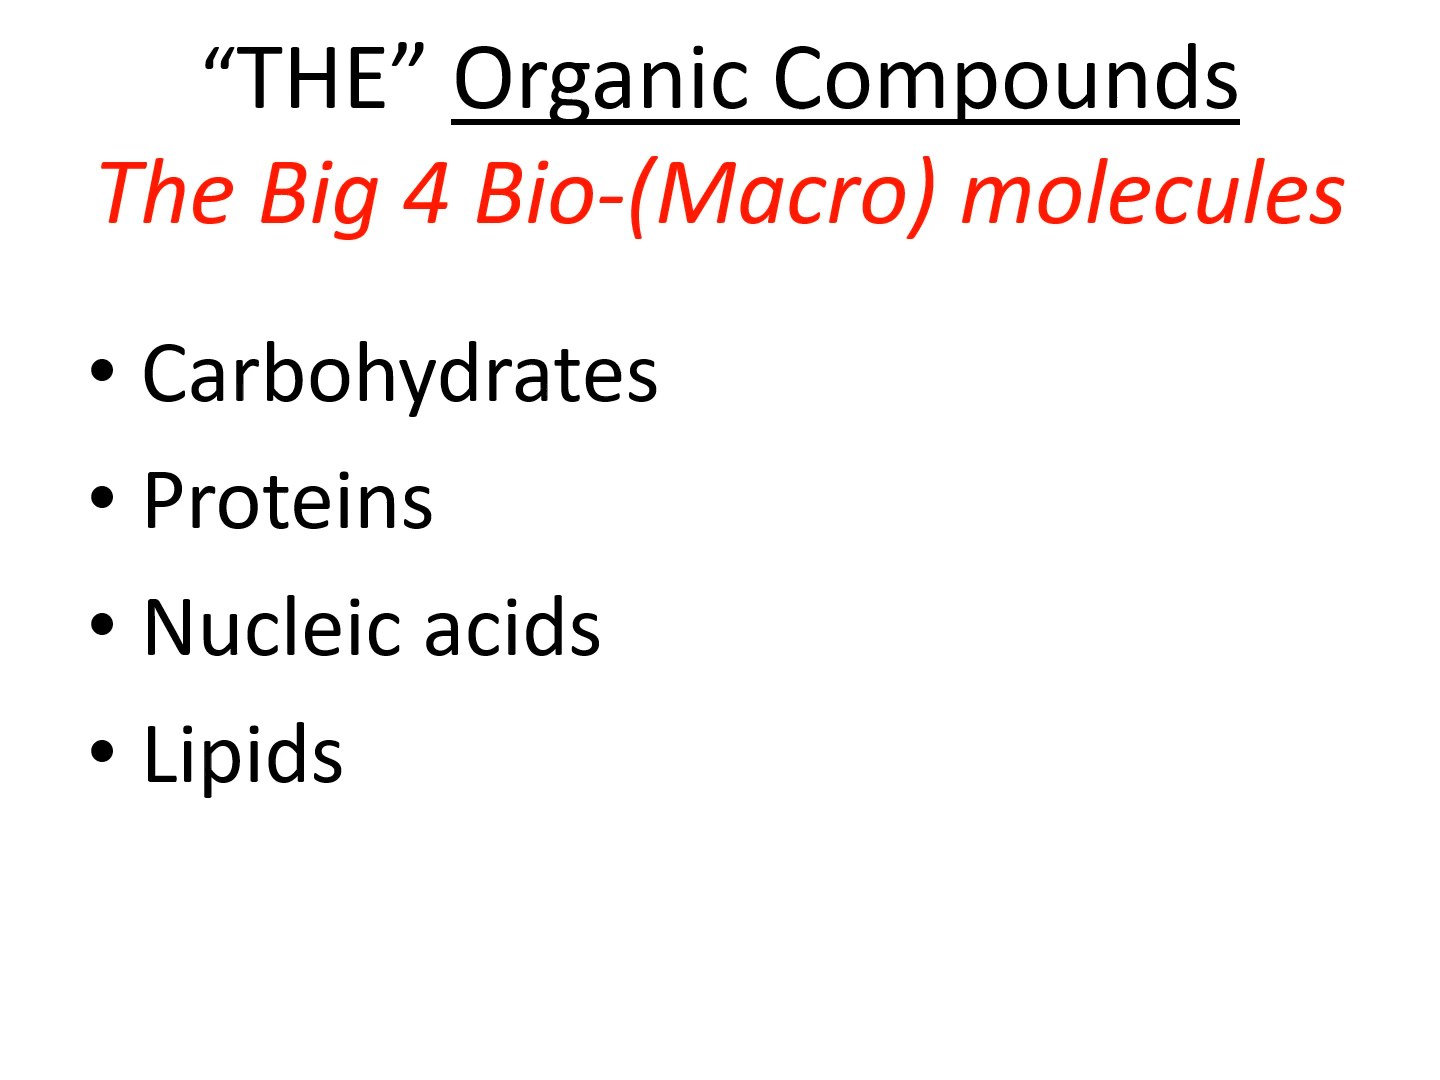 “THE” Organic Compounds
The Big 4 Bio-(Macro) molecules
• Carbohydrates
• Proteins
• Nucleic acids
• Lipids